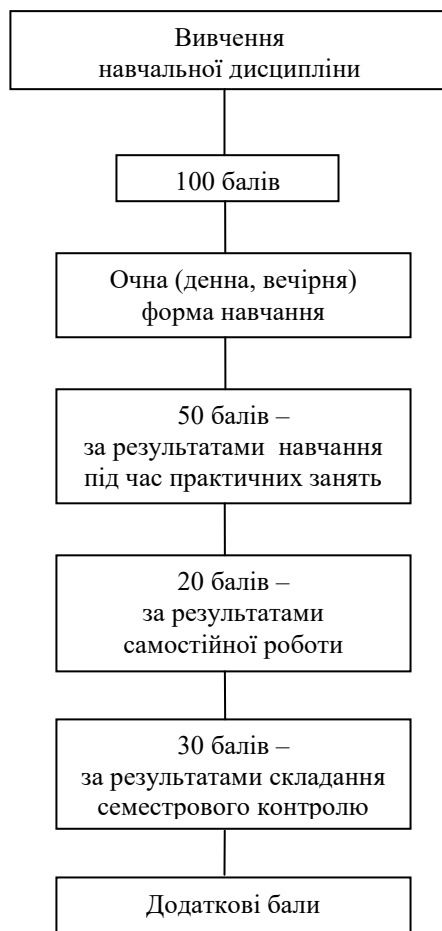 Вивчення
навчальної дисципліни
100 балів
Очна (денна, вечірня)
форма навчання
50 балів –
за результатами навчання
під час практичних занять
20 балів –
за результатами
самостійної роботи
30 балів –
за результатами складання
семестрового контролю
Додаткові бали